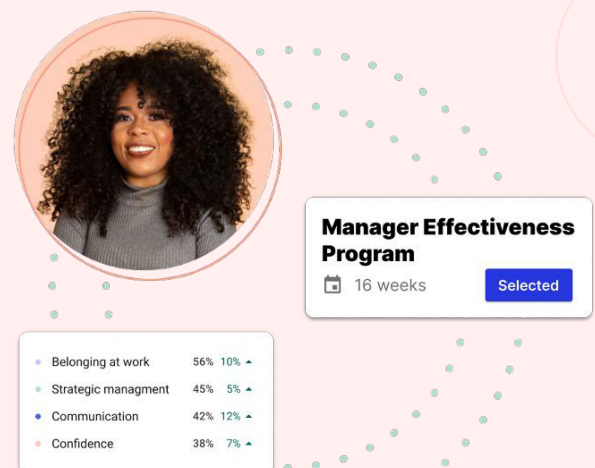 Manager Effectiveness
Program
16 weeks
Selected
Belonging at work 56% 10%
Strategic managment 45% 5%
Communication 42% 12%
Confidence 38% 7%